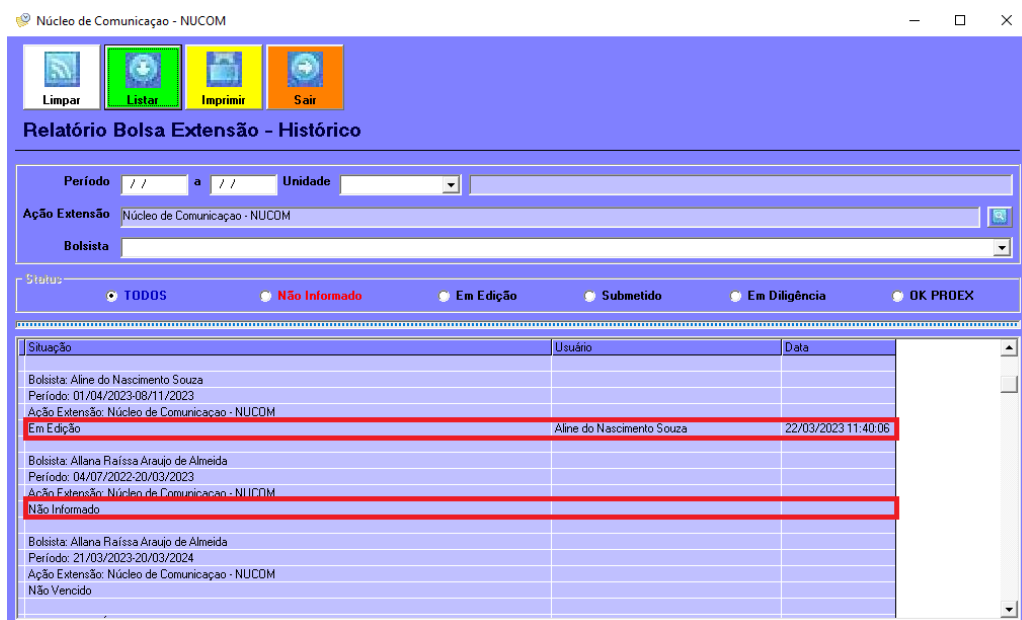 Núcleo de Comunicaçao - NUCOM
Limpar Listar Imprimir Sair
Relatório Bolsa Extensão - Histórico
Período / / a / / Unidade
Ação Extensão Núcleo de Comunicaçao - NUCOM
Bolsista
Status
TODOS Não Informado Em Edição Submetido Em Diligência OK PROEX
Situação Usuário Data
Bolsista: Aline do Nascimento Souza
Período: 01/04/2023-08/11/2023
Ação Extensão: Núcleo de Comunicaçao - NUCOM
Em Edição Aline do Nascimento Souza 22/03/2023 11:40:06
Bolsista: Allana Raíssa Araujo de Almeida
Período: 04/07/2022-20/03/2023
Ação Extensão: Núcleo de Comunicaçao - NUCOM
Não Informado
Bolsista: Allana Raíssa Araujo de Almeida
Período: 21/03/2023-20/03/2024
Ação Extensão: Núcleo de Comunicaçao - NUCOM
Não Vencido